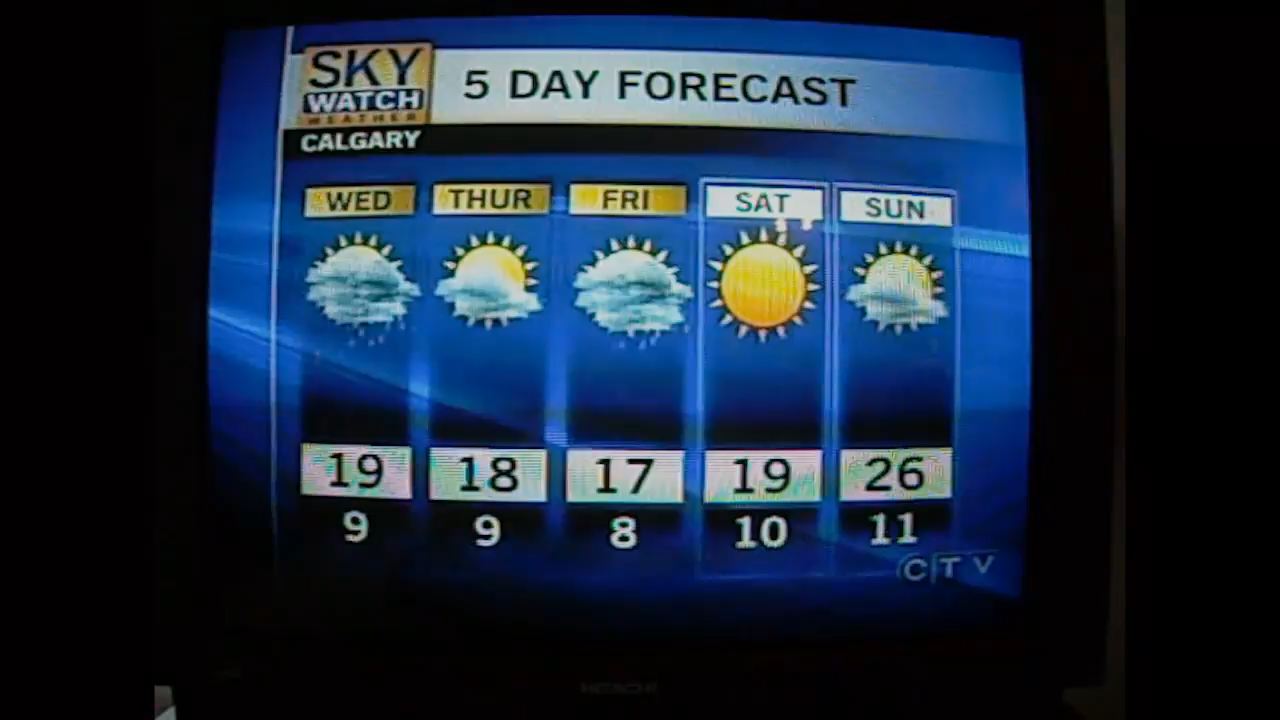 SKY
WATCH
WEATHER
5 DAY FORECAST
CALGARY
WED THUR FRI SAT SUN
19 18 17 19 26
9 9 8 10 11
CTV
HITACHI